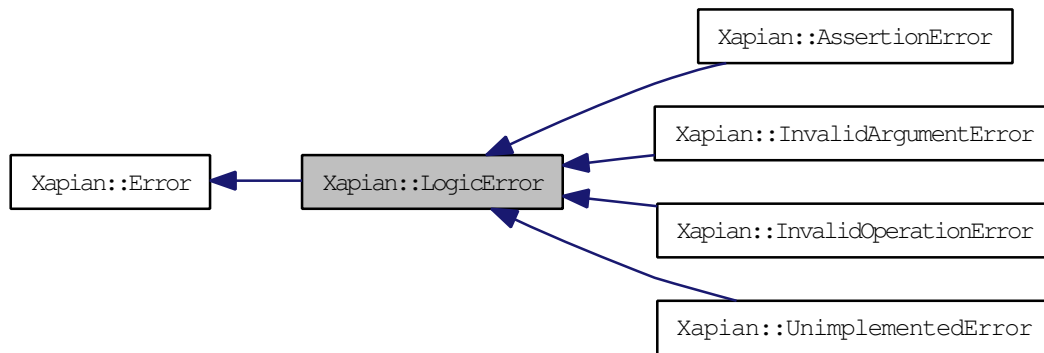 Xapian::AssertionError
Xapian::InvalidArgumentError
Xapian::Error
Xapian::LogicError
Xapian::InvalidOperationError
Xapian::UnimplementedError